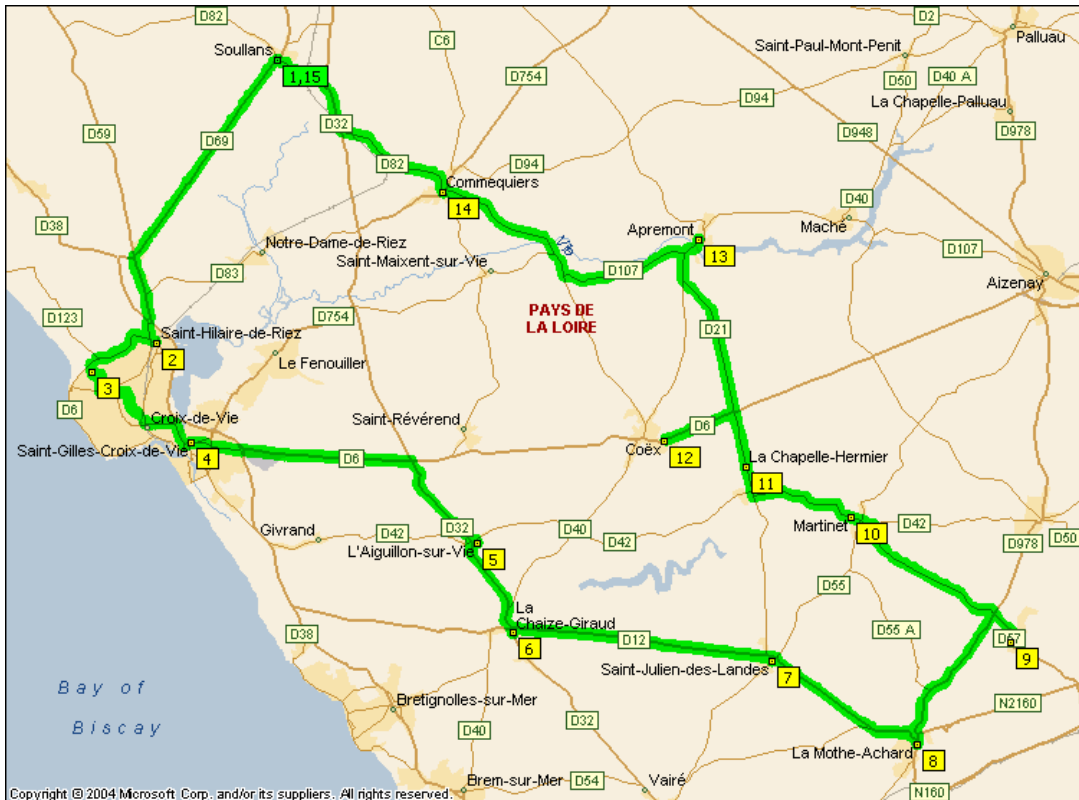 D82
C6
D2
Palluau
Soullans
Saint-Paul-Mont-Penit
1,15
D754
D50
D40 A
D94
La Chapelle-Palluau
D59
D69
D32
D948
D978
D82
D94
Commequiers
14
D40
Maché
D38
Apremont
13
Notre-Dame-de-Riez
Vie
D107
Saint-Maixent-sur-Vie
D83
D107
Aizenay
D123
D754
PAYS DE
LA LOIRE
Saint-Hilaire-de-Riez
2
D21
Le Fenouiller
3
D6
Croix-de-Vie
Saint-Révérend
D6
Saint-Gilles-Croix-de-Vie
4
D6
Coëx
12
La Chapelle-Hermier
11
Givrand
D42
D32
D40
D42
Martinet
10
D42
D978
D50
L'Aiguillon-sur-Vie
5
D55
La
Chaize-Giraud
6
D38
D12
D55 A
D57
9
Saint-Julien-des-Landes
7
Bay of
Biscay
Bretignolles-sur-Mer
D40
D32
N2160
La Mothe-Achard
8
Brem-sur-Mer
D54
Vairé
N160
Copyright © 2004 Microsoft Corp. and/or its suppliers. All rights reserved.